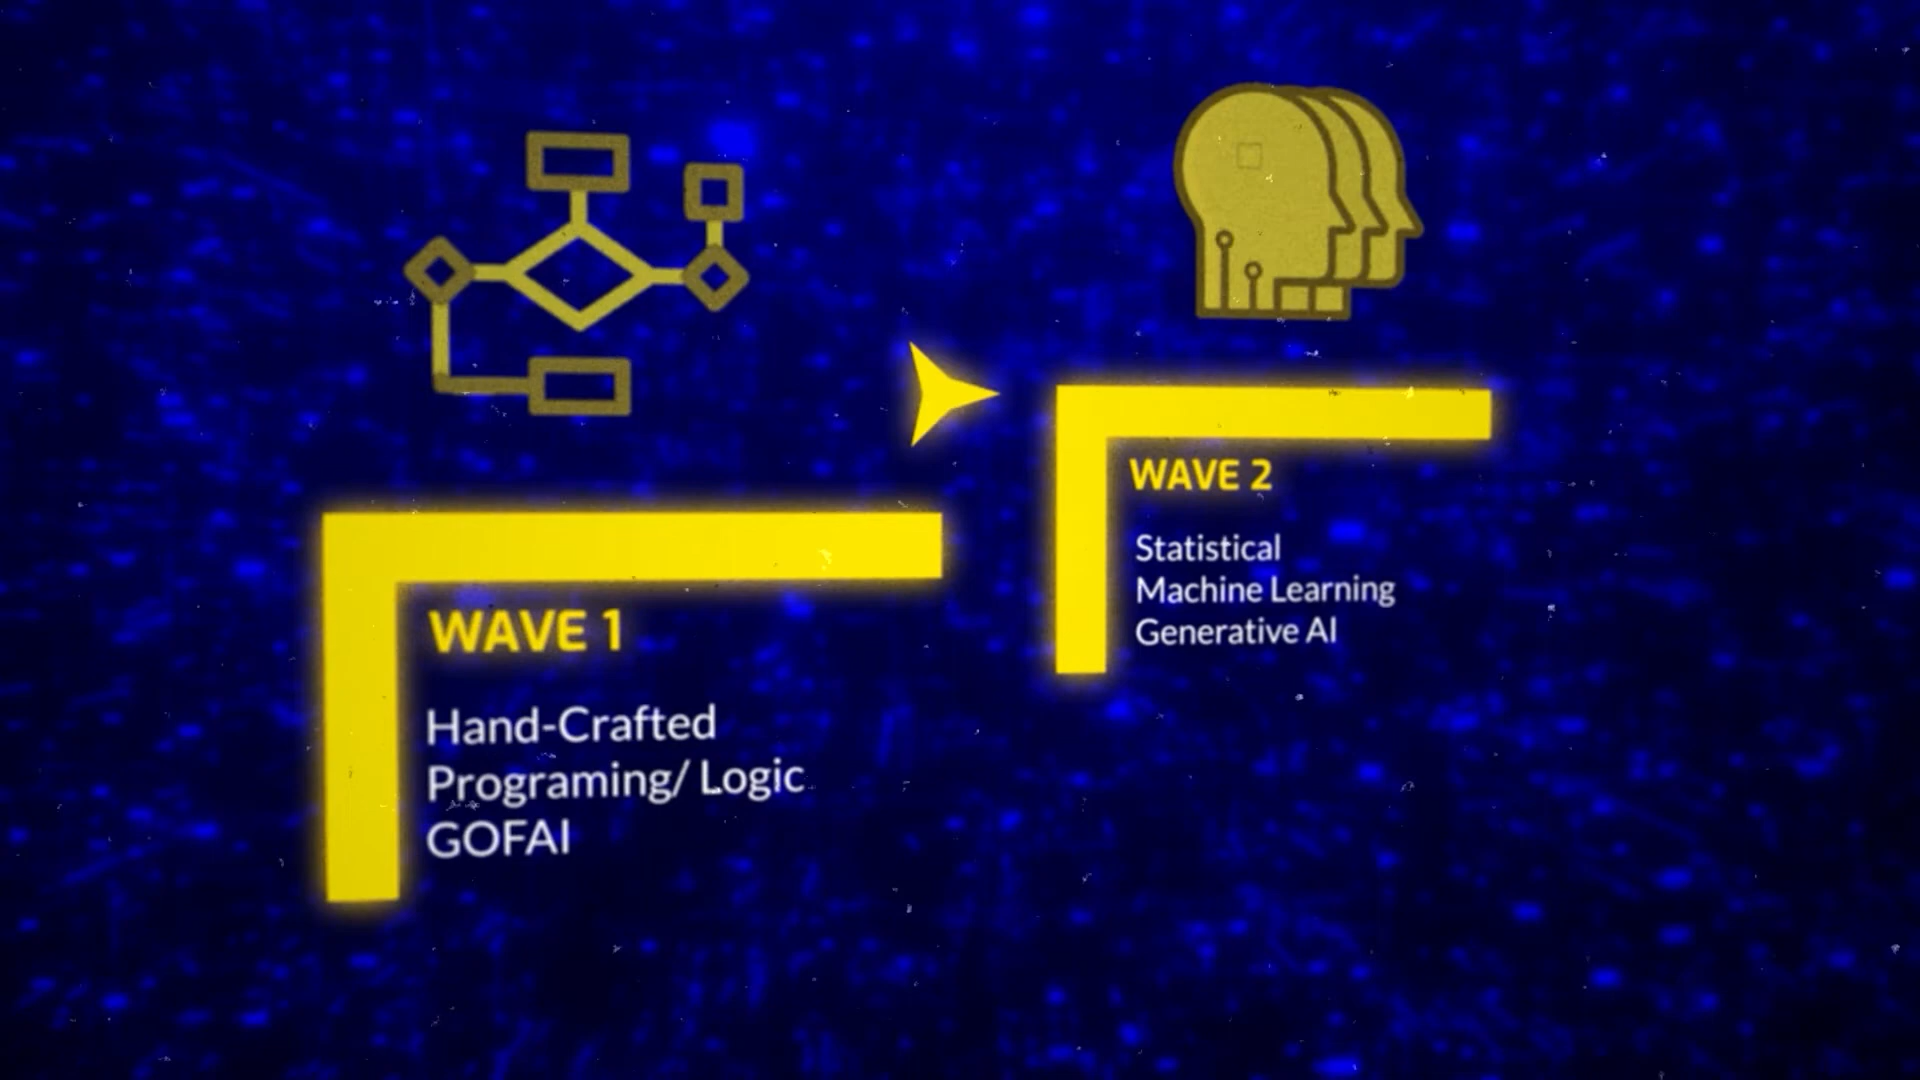 WAVE 1
Hand-Crafted
Programing/ Logic
GOFAI
WAVE 2
Statistical
Machine Learning
Generative AI